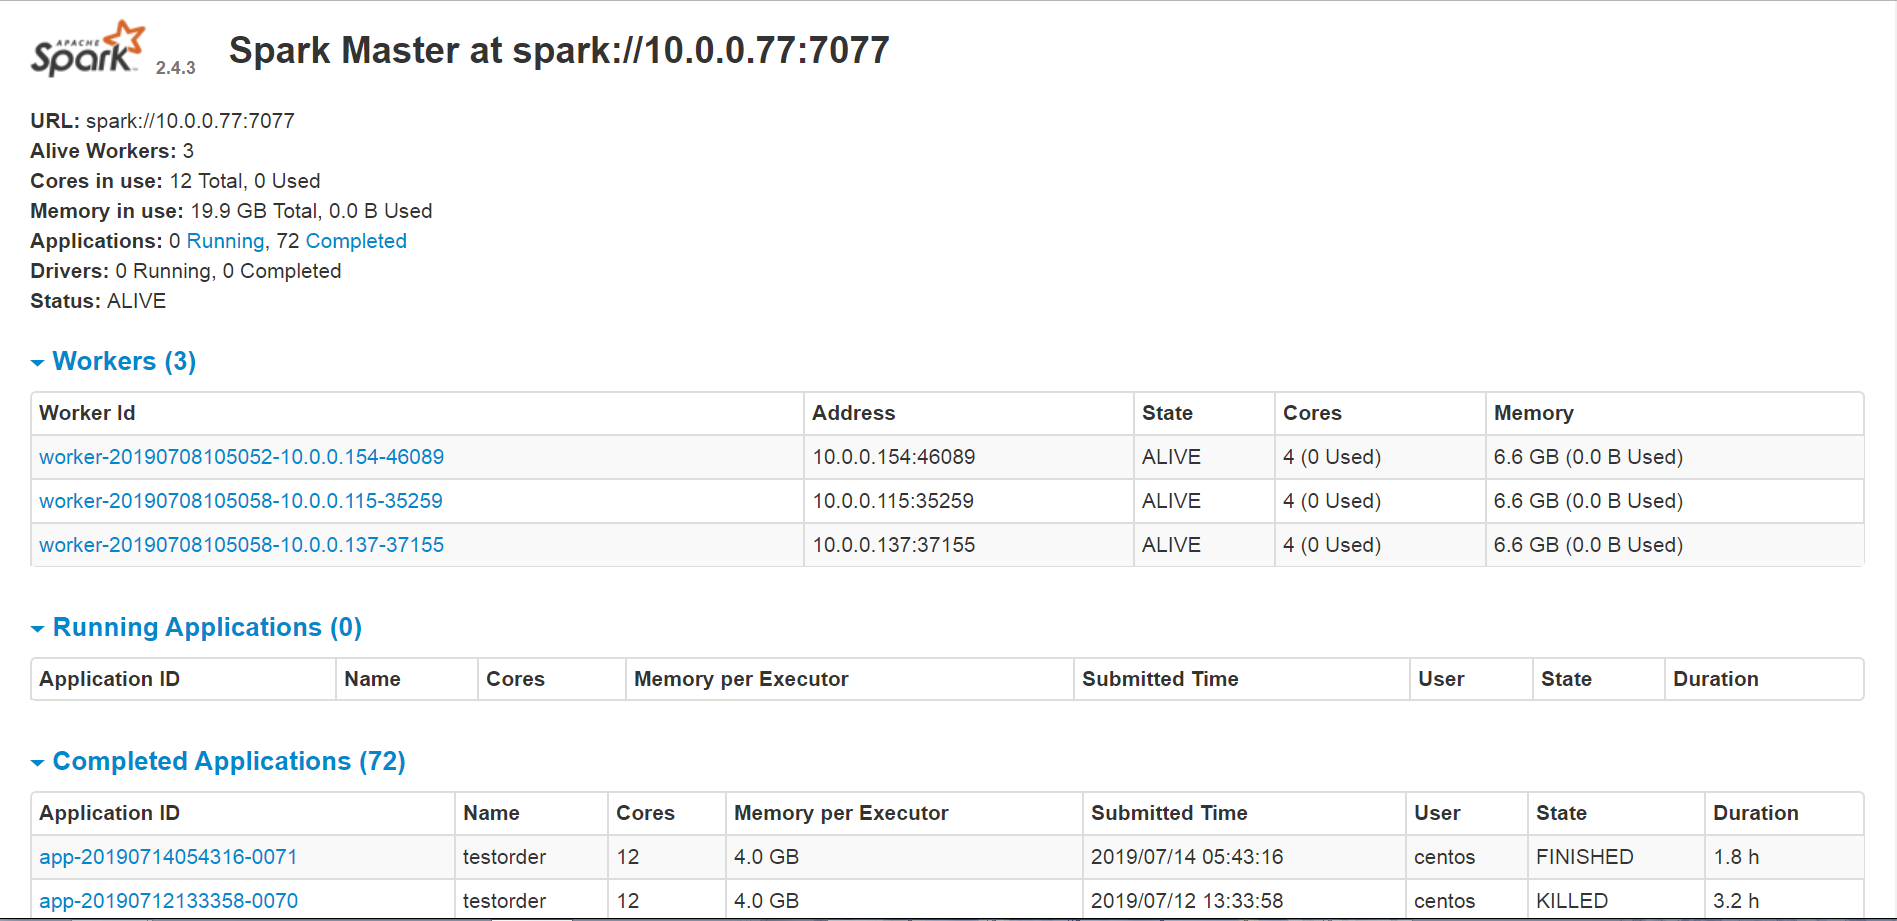 APACHE
Spark 2.4.3 Spark Master at spark://10.0.0.77:7077
URL: spark://10.0.0.77:7077
Alive Workers: 3
Cores in use: 12 Total, 0 Used
Memory in use: 19.9 GB Total, 0.0 B Used
Applications: 0 Running, 72 Completed
Drivers: 0 Running, 0 Completed
Status: ALIVE
Workers (3)
Worker Id Address State Cores Memory
worker-20190708105052-10.0.0.154-46089 10.0.0.154:46089 ALIVE 4 (0 Used) 6.6 GB (0.0 B Used)
worker-20190708105058-10.0.0.115-35259 10.0.0.115:35259 ALIVE 4 (0 Used) 6.6 GB (0.0 B Used)
worker-20190708105058-10.0.0.137-37155 10.0.0.137:37155 ALIVE 4 (0 Used) 6.6 GB (0.0 B Used)
Running Applications (0)
Application ID Name Cores Memory per Executor Submitted Time User State Duration
Completed Applications (72)
Application ID Name Cores Memory per Executor Submitted Time User State Duration
app-20190714054316-0071 testorder 12 4.0 GB 2019/07/14 05:43:16 centos FINISHED 1.8 h
app-20190712133358-0070 testorder 12 4.0 GB 2019/07/12 13:33:58 centos KILLED 3.2 h